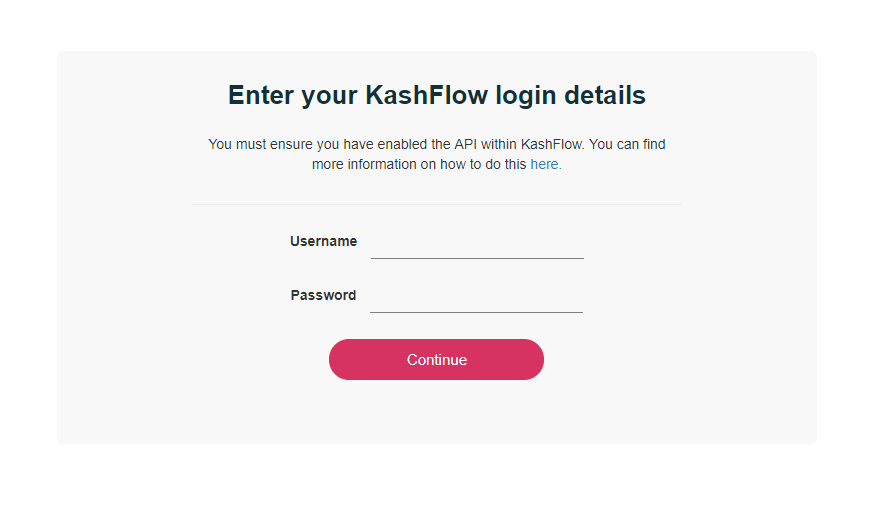 Enter your KashFlow login details
You must ensure you have enabled the API within KashFlow. You can find
more information on how to do this here.
Username
Password
Continue